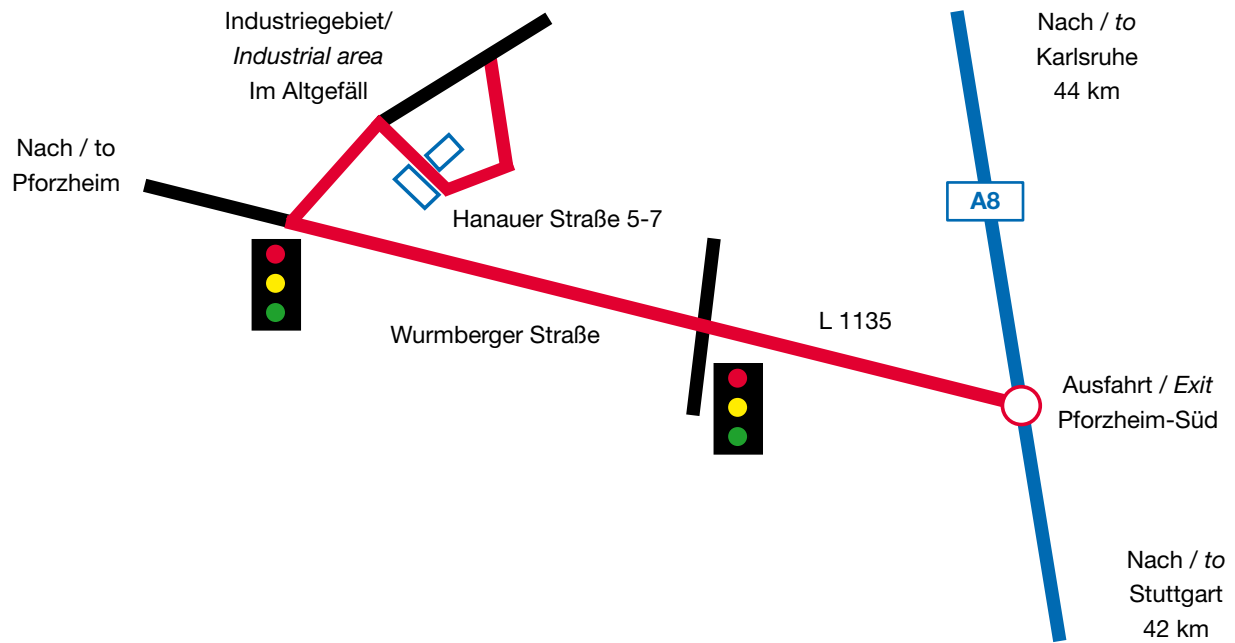 Industriegebiet/
Industrial area
Im Altgefäll
Nach / to
Karlsruhe
44 km
Nach / to
Pforzheim
A8
Hanauer Straße 5-7
L 1135
Wurmberger Straße
Ausfahrt / Exit
Pforzheim-Süd
Nach / to
Stuttgart
42 km